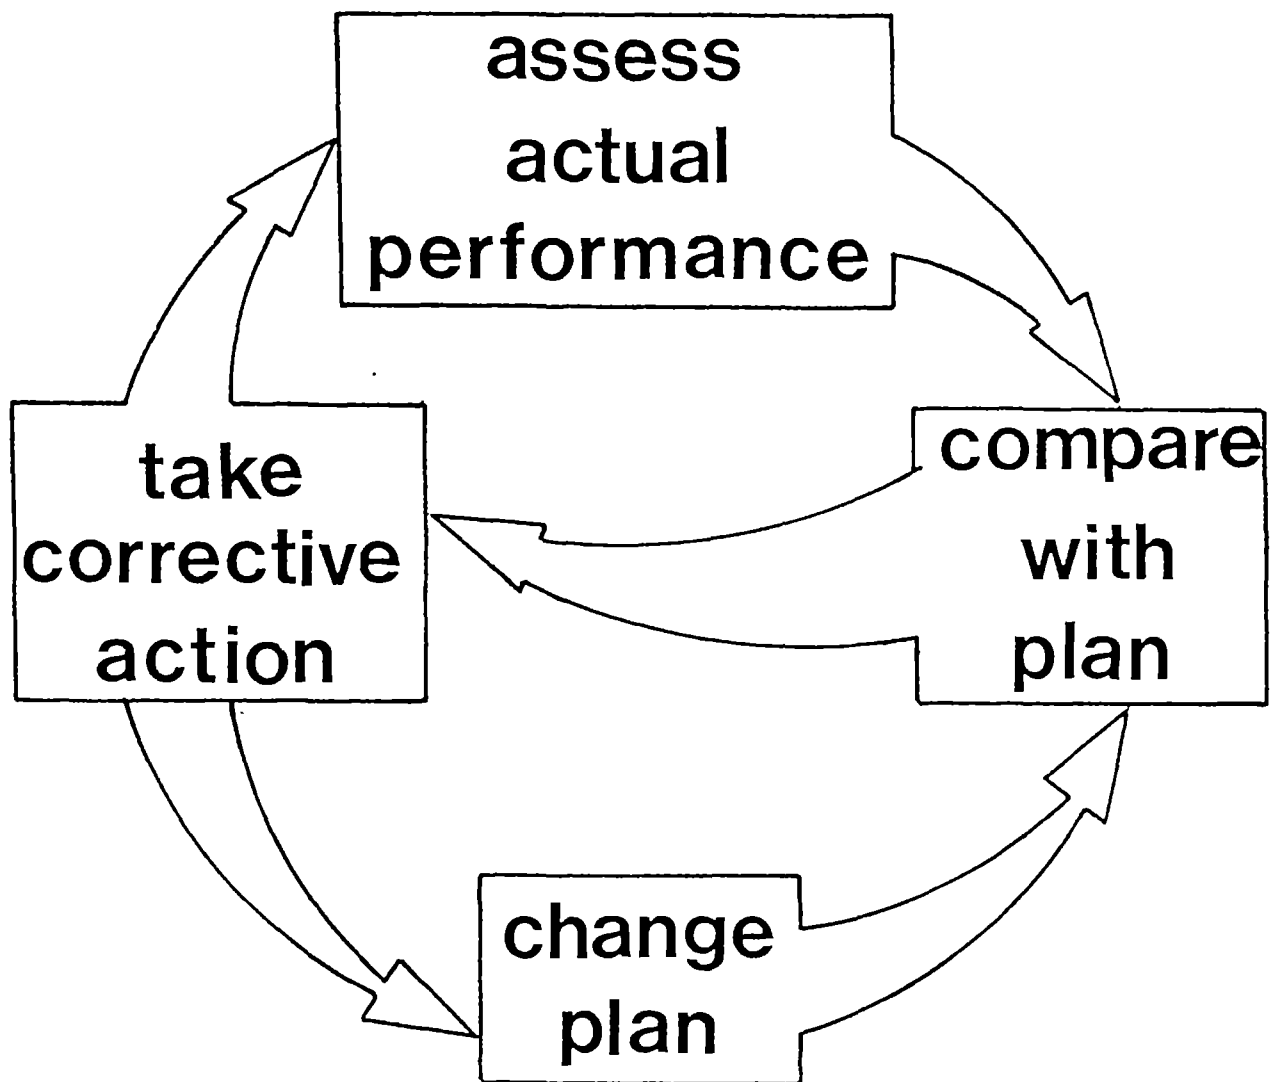 assess
actual
performance
take
corrective
action
compare
with
plan
change
plan